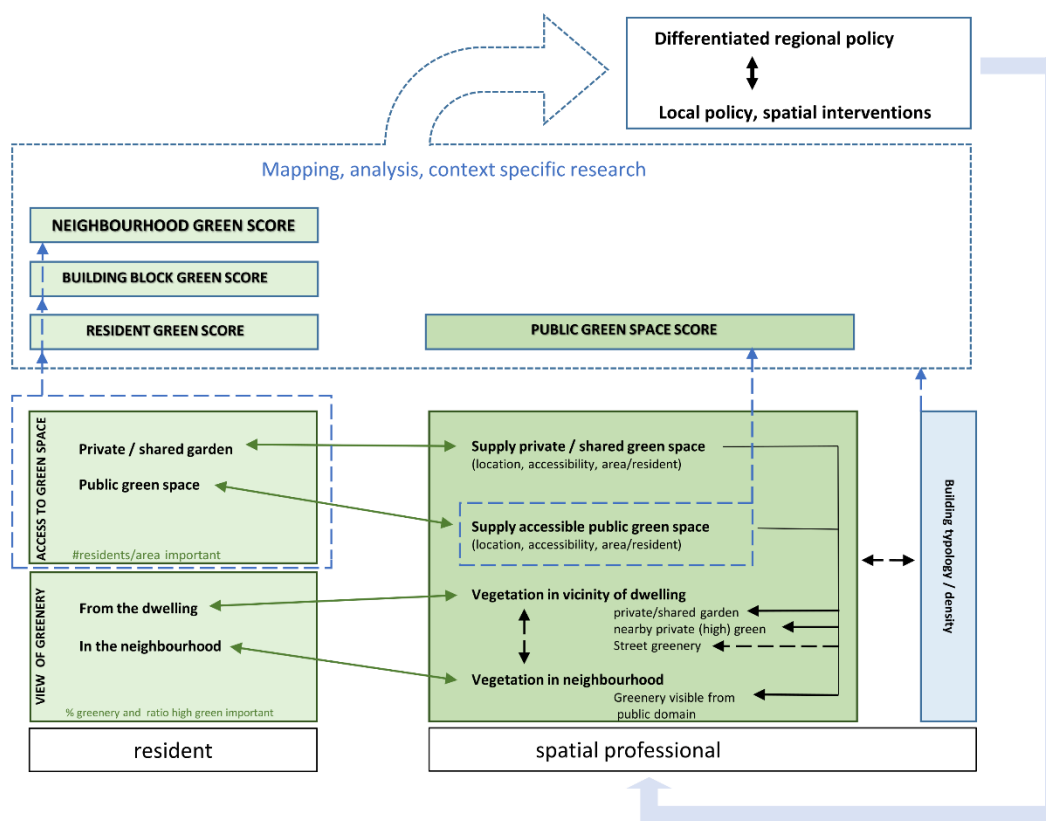 Differentiated regional policy
Local policy, spatial interventions
Mapping, analysis, context specific research
NEIGHBOURHOOD GREEN SCORE
BUILDING BLOCK GREEN SCORE
RESIDENT GREEN SCORE
PUBLIC GREEN SPACE SCORE
ACCESS TO GREEN SPACE
Private / shared garden
Public green space
#residents/area important
Supply private / shared green space
(location, accessibility, area/resident)
Supply accessible public green space
(location, accessibility, area/resident)
Building typology / density
VIEW OF GREENERY
From the dwelling
In the neighbourhood
% greenery and ratio high green important
Vegetation in vicinity of dwelling
private/shared garden
nearby private (high) green
Street greenery
Vegetation in neighbourhood
Greenery visible from
public domain
resident
spatial professional